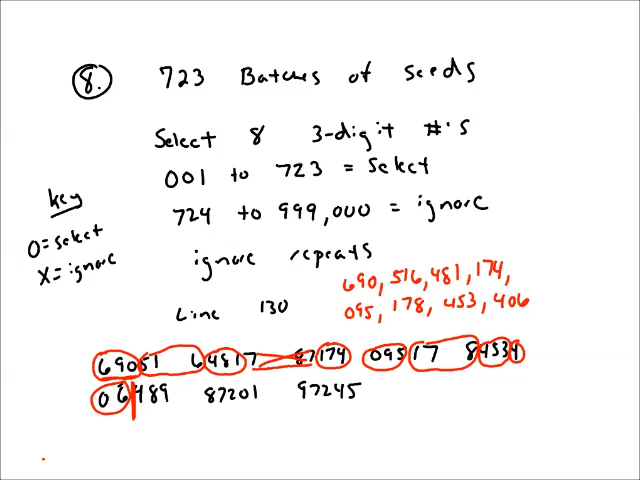 8. 723 Batches of seeds
Select 8 3-digit #'s
001 to 723 = select
key
724 to 999,000 = ignore
O=select
X=ignore
ignore repeats
690, 516, 481, 174,
095, 178, 453, 406
Line 130
69051 64817 87174 09517 84534
06489 87201 97245